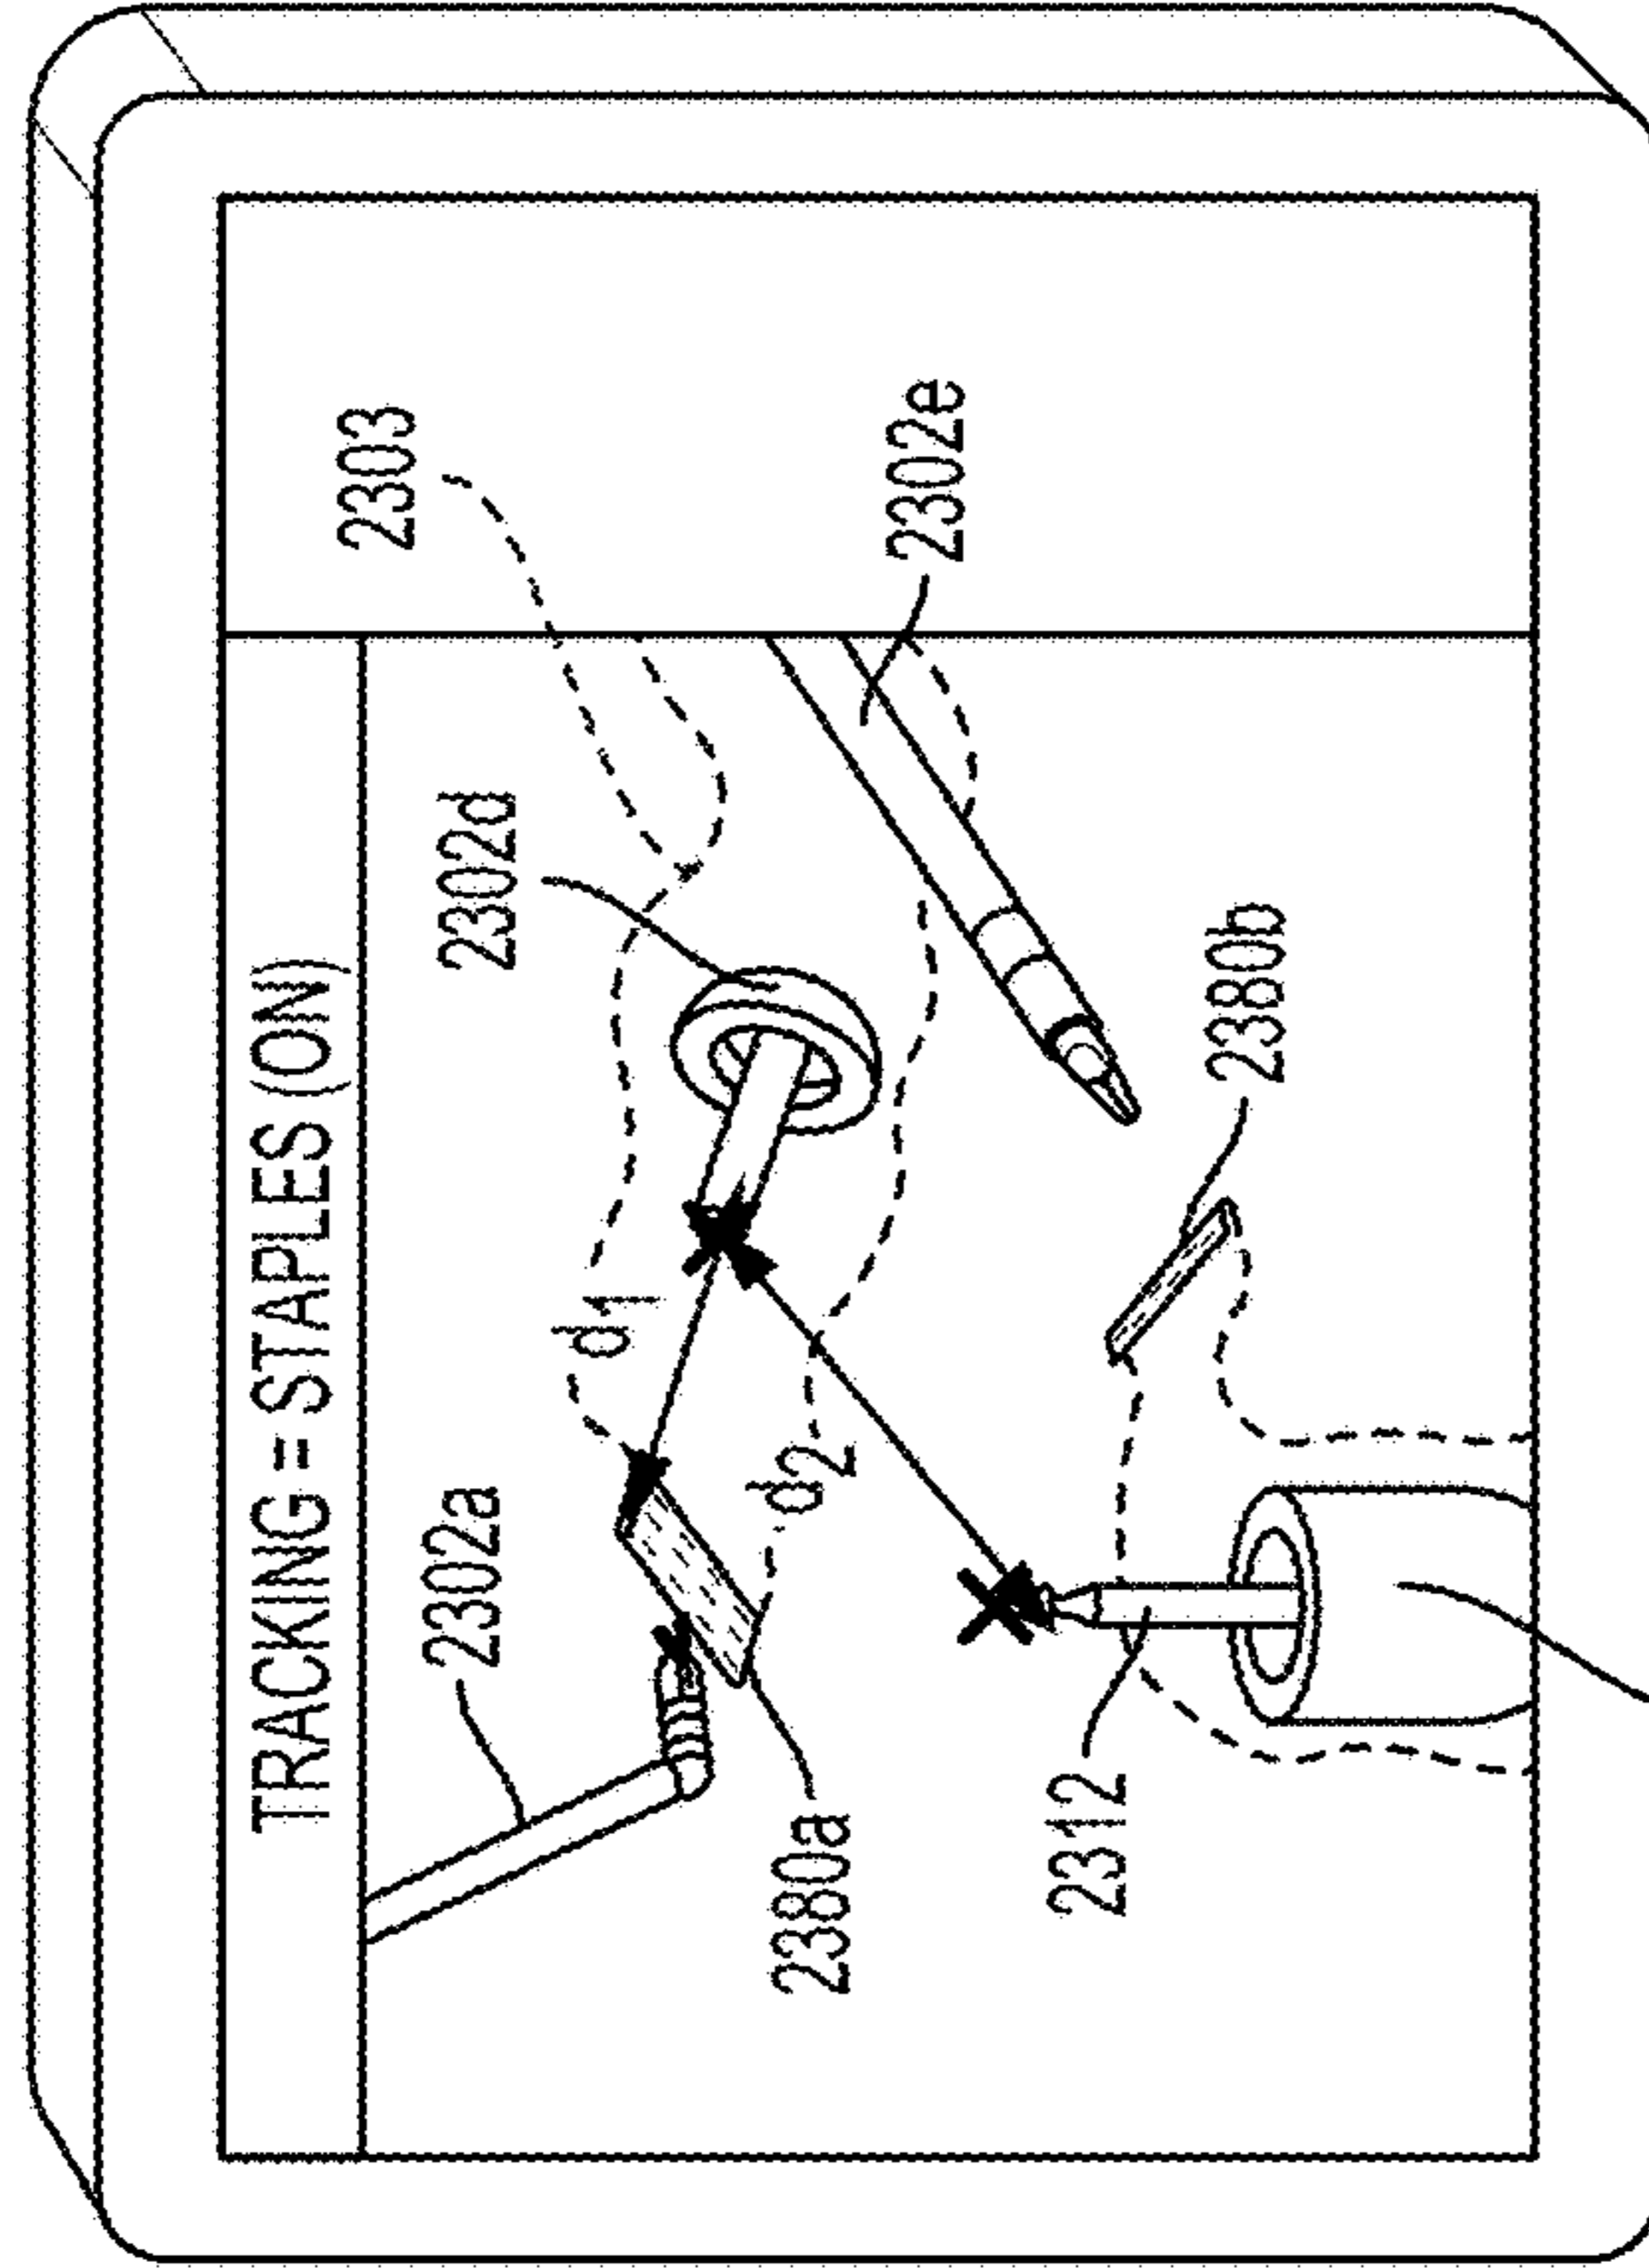 TRACKING = STAPLES (ON)
2303
2302a
2302d
d1
2302e
2380a
d2
2312
2380b